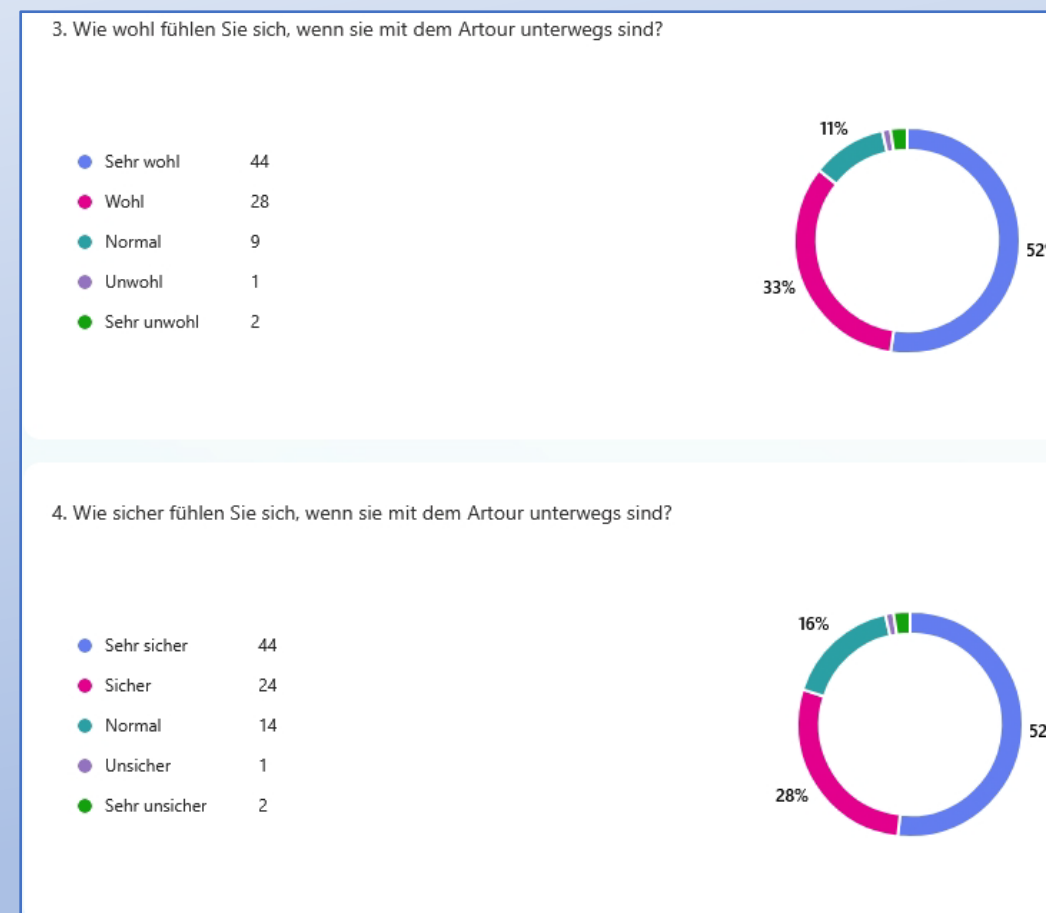 3. Wie wohl fühlen Sie sich, wenn sie mit dem Artour unterwegs sind?
Sehr wohl 44
Wohl 28
Normal 9
Unwohl 1
Sehr unwohl 2
11%
52
33%
4. Wie sicher fühlen Sie sich, wenn sie mit dem Artour unterwegs sind?
Sehr sicher 44
Sicher 24
Normal 14
Unsicher 1
Sehr unsicher 2
16%
52
28%